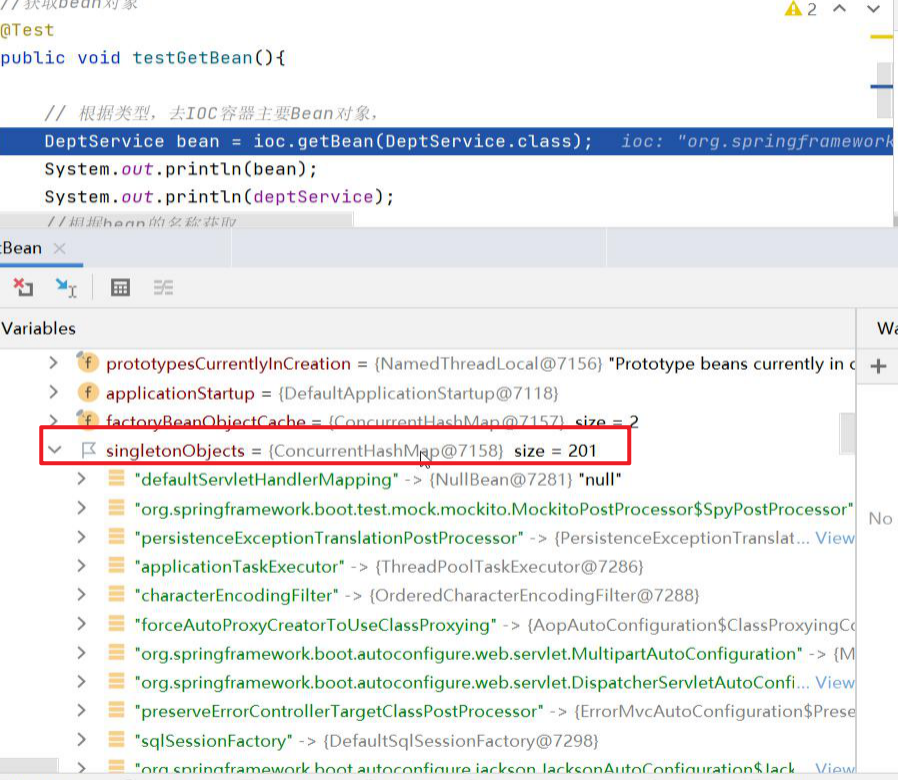 //获取bean对象
2
@Test
public void testGetBean(){
// 根据类型，去IOC容器主要Bean对象，
DeptService bean = ioc.getBean(DeptService.class); ioc: "org.springframework
System.out.println(bean);
System.out.println(deptService);
//根据bean的名称获取
tBean
Variables
Wa
prototypesCurrentlyInCreation = {NamedThreadLocal@7156} "Prototype beans currently in c
applicationStartup = {DefaultApplicationStartup@7118}
factoryBeanObjectCache = {ConcurrentHashMap@7157} size = 2
singletonObjects = {ConcurrentHashMap@7158} size = 201
"defaultServletHandlerMapping" -> {NullBean@7281} "null"
"org.springframework.boot.test.mock.mockito.MockitoPostProcessor$SpyPostProcessor"
No
"persistenceExceptionTranslationPostProcessor" -> {PersistenceExceptionTranslat... View
"applicationTaskExecutor" -> {ThreadPoolTaskExecutor@7286}
"characterEncodingFilter" -> {OrderedCharacterEncodingFilter@7288}
"forceAutoProxyCreatorToUseClassProxying" -> {AopAutoConfiguration$ClassProxyingCo
"org.springframework.boot.autoconfigure.web.servlet.MultipartAutoConfiguration" -> {M
"org.springframework.boot.autoconfigure.web.servlet.DispatcherServletAutoConfi... View
"preserveErrorControllerTargetClassPostProcessor" -> {ErrorMvcAutoConfiguration$Prese
"sqlSessionFactory" -> {DefaultSqlSessionFactory@7298}
"org.springframework.boot.autoconfigure.jackson.JacksonAutoConfiguration$Jack... View